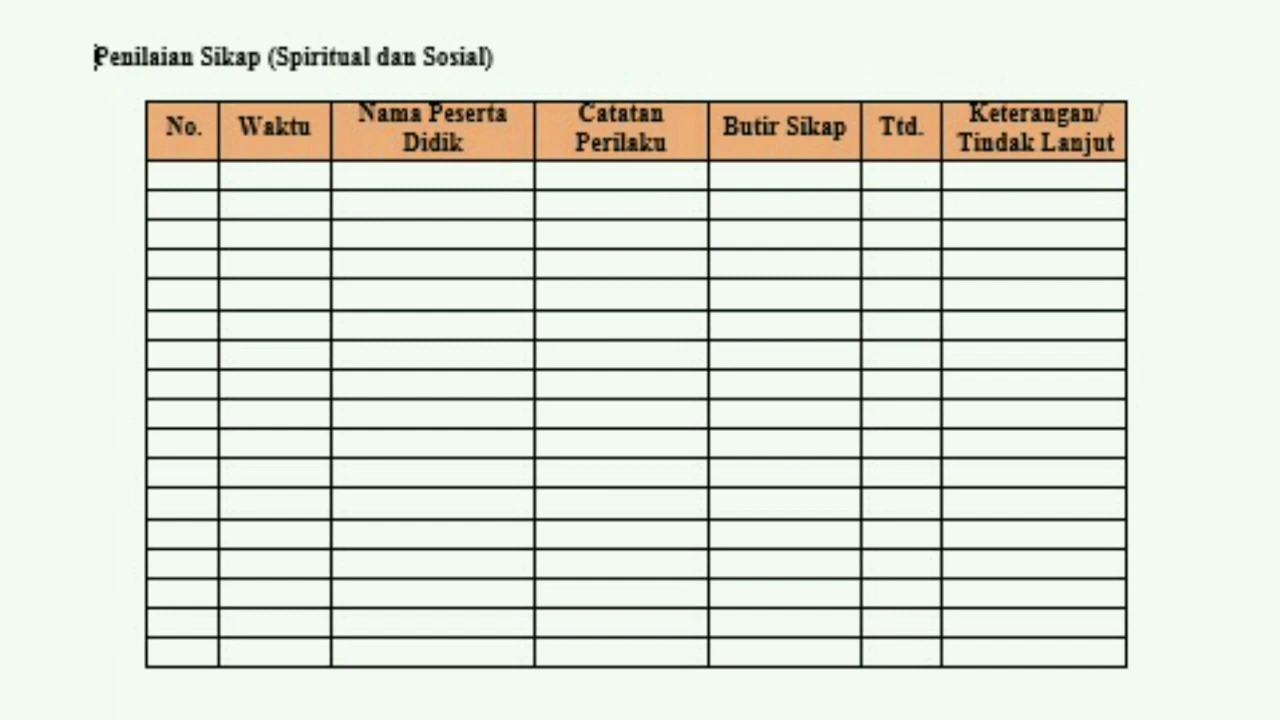 Penilaian Sikap (Spiritual dan Sosial)
No. Waktu Nama Peserta Didik Catatan Perilaku Butir Sikap Ttd. Keterangan/ Tindak Lanjut